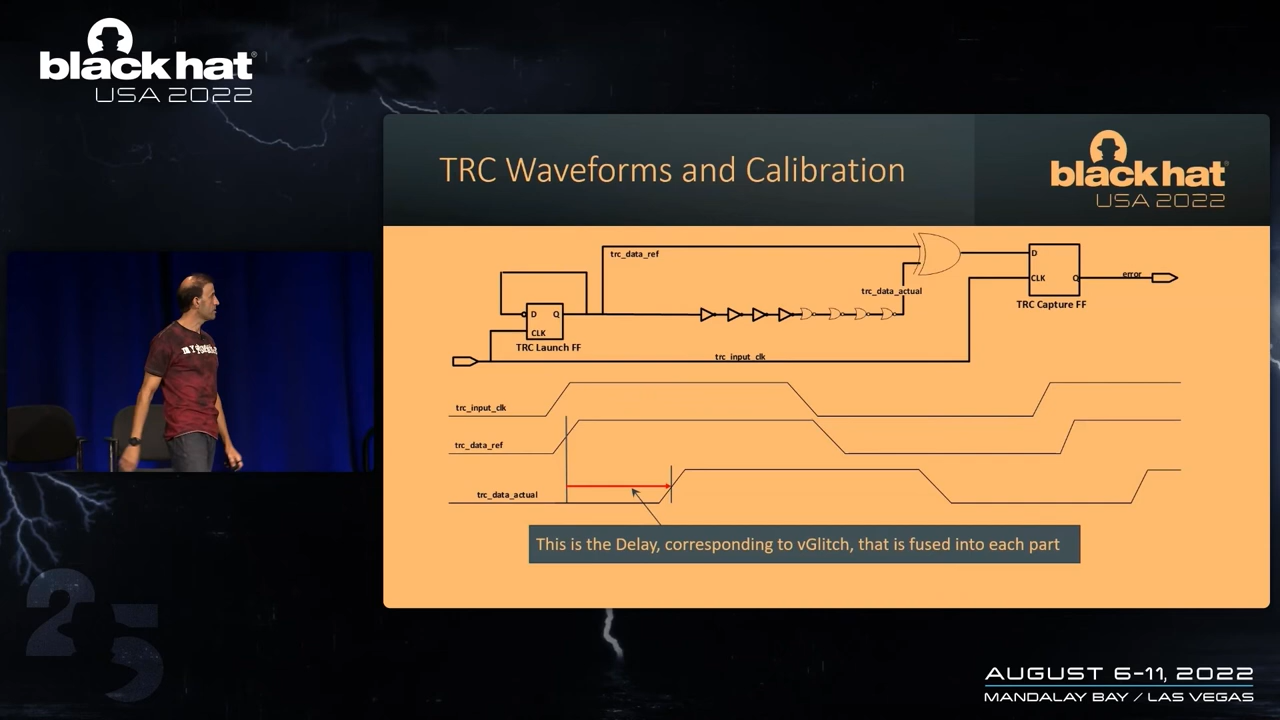 black hat
USA 2022
TRC Waveforms and Calibration
black hat
USA 2022
trc_data_ref
trc_data_actual
D
Q
CLK
TRC Launch FF
D
CLK
Q
TRC Capture FF
error
trc_input_clk
trc_input_clk
trc_data_ref
trc_data_actual
This is the Delay, corresponding to vGlitch, that is fused into each part
25
AUGUST 6-11, 2022
MANDALAY BAY / LAS VEGAS